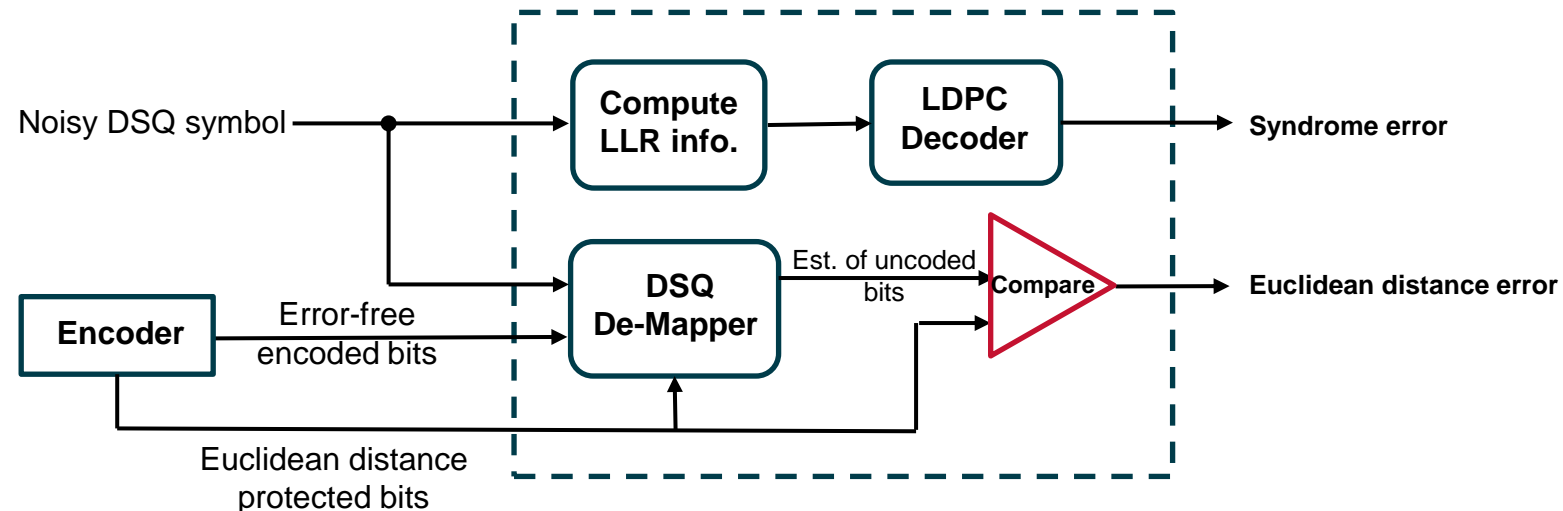 Noisy DSQ symbol
Compute
LLR info.
LDPC
Decoder
Syndrome error
Encoder
Error-free
encoded bits
DSQ
De-Mapper
Est. of uncoded
bits
Compare
Euclidean distance error
Euclidean distance
protected bits